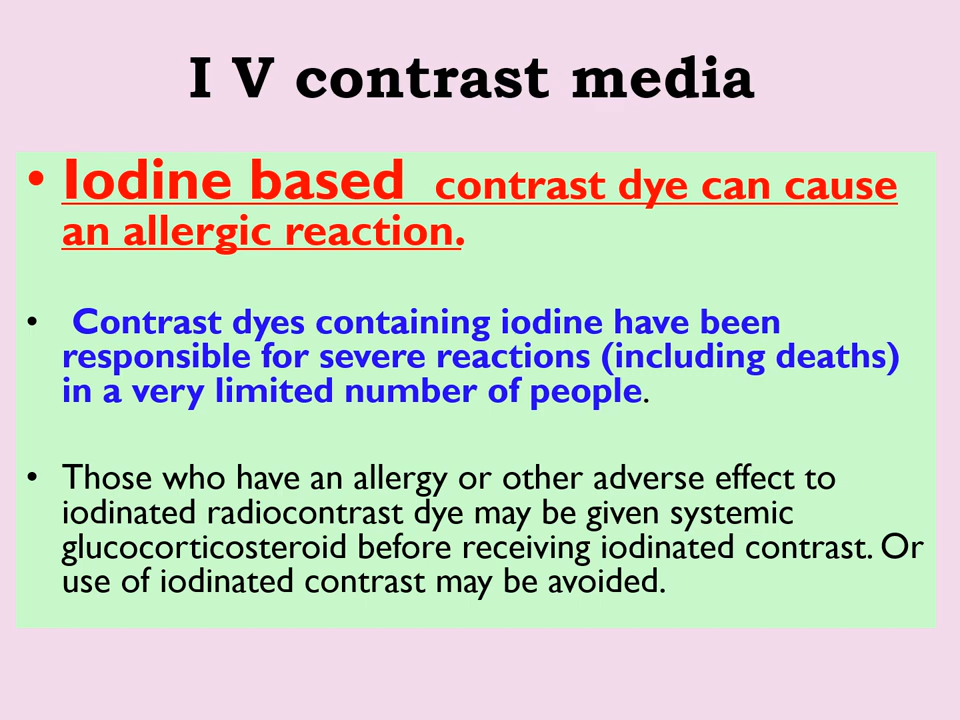 I V contrast media
• Iodine based contrast dye can cause
an allergic reaction.
• Contrast dyes containing iodine have been
responsible for severe reactions (including deaths)
in a very limited number of people.
• Those who have an allergy or other adverse effect to
iodinated radiocontrast dye may be given systemic
glucocorticosteroid before receiving iodinated contrast. Or
use of iodinated contrast may be avoided.